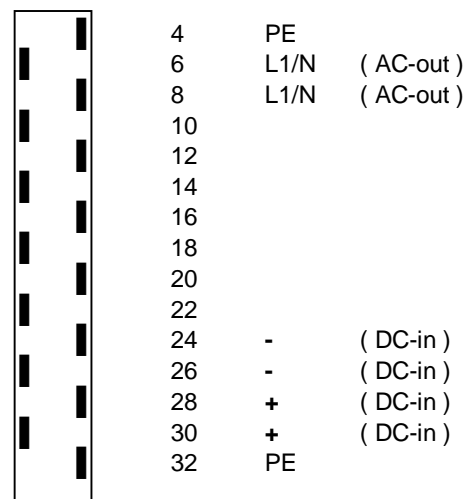 4 PE
6 L1/N ( AC-out )
8 L1/N ( AC-out )
10
12
14
16
18
20
22
24 - ( DC-in )
26 - ( DC-in )
28 + ( DC-in )
30 + ( DC-in )
32 PE